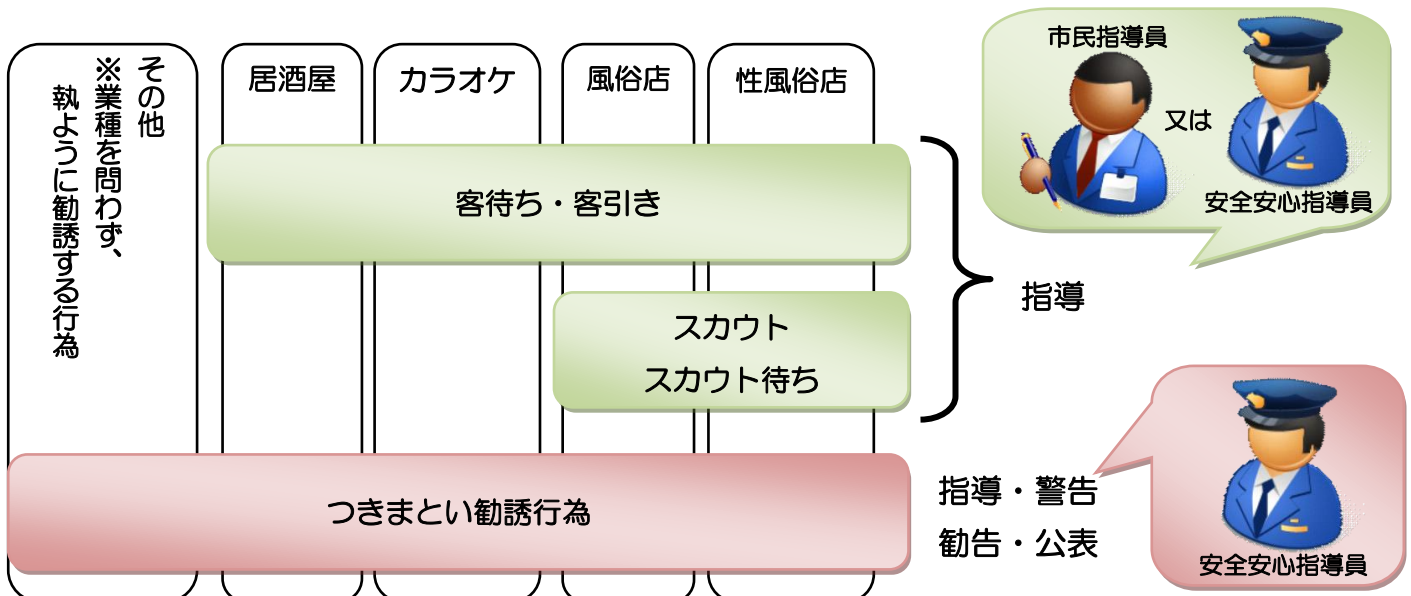 その他
※業種を問わず、
執ように勧誘する行為
居酒屋
カラオケ
風俗店
性風俗店
客待ち・客引き
スカウト
スカウト待ち
つきまとい勧誘行為
市民指導員
又は
安全安心指導員
指導
指導・警告
勧告・公表
安全安心指導員